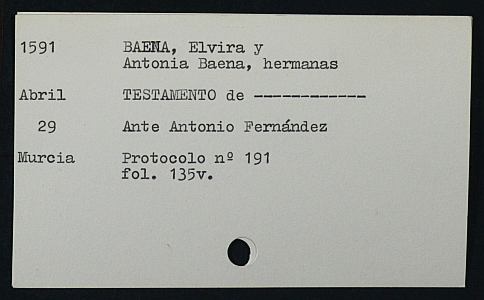 1591 BAENA, Elvira y
Antonia Baena, hermanas
Abril TESTAMENTO de ------------
29 Ante Antonio Fernández
Murcia Protocolo nº 191
fol. 135v.